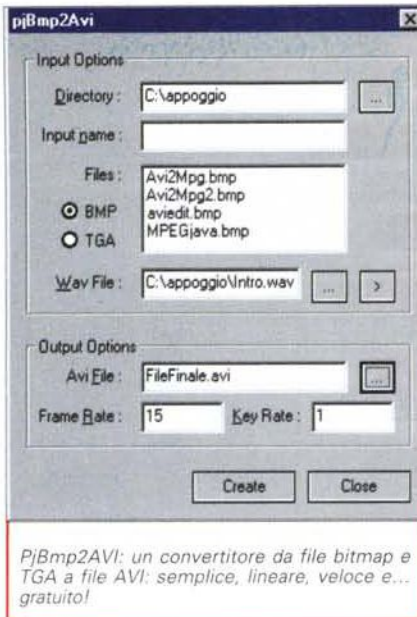 pjBmp2Avi
Input Options
Directory : C:\appoggio ...
Input name :
Files : Avi2Mpg.bmp
Avi2Mpg2.bmp
BMP aviedit.bmp
TGA MPEGjava.bmp
Wav File : C:\appoggio\Intro.wav ... >
Output Options
Avi File : FileFinale.avi ...
Frame Rate : 15 Key Rate : 1
Create Close
PjBmp2AVI: un convertitore da file bitmap e
TGA a file AVI: semplice, lineare, veloce e...
gratuito!